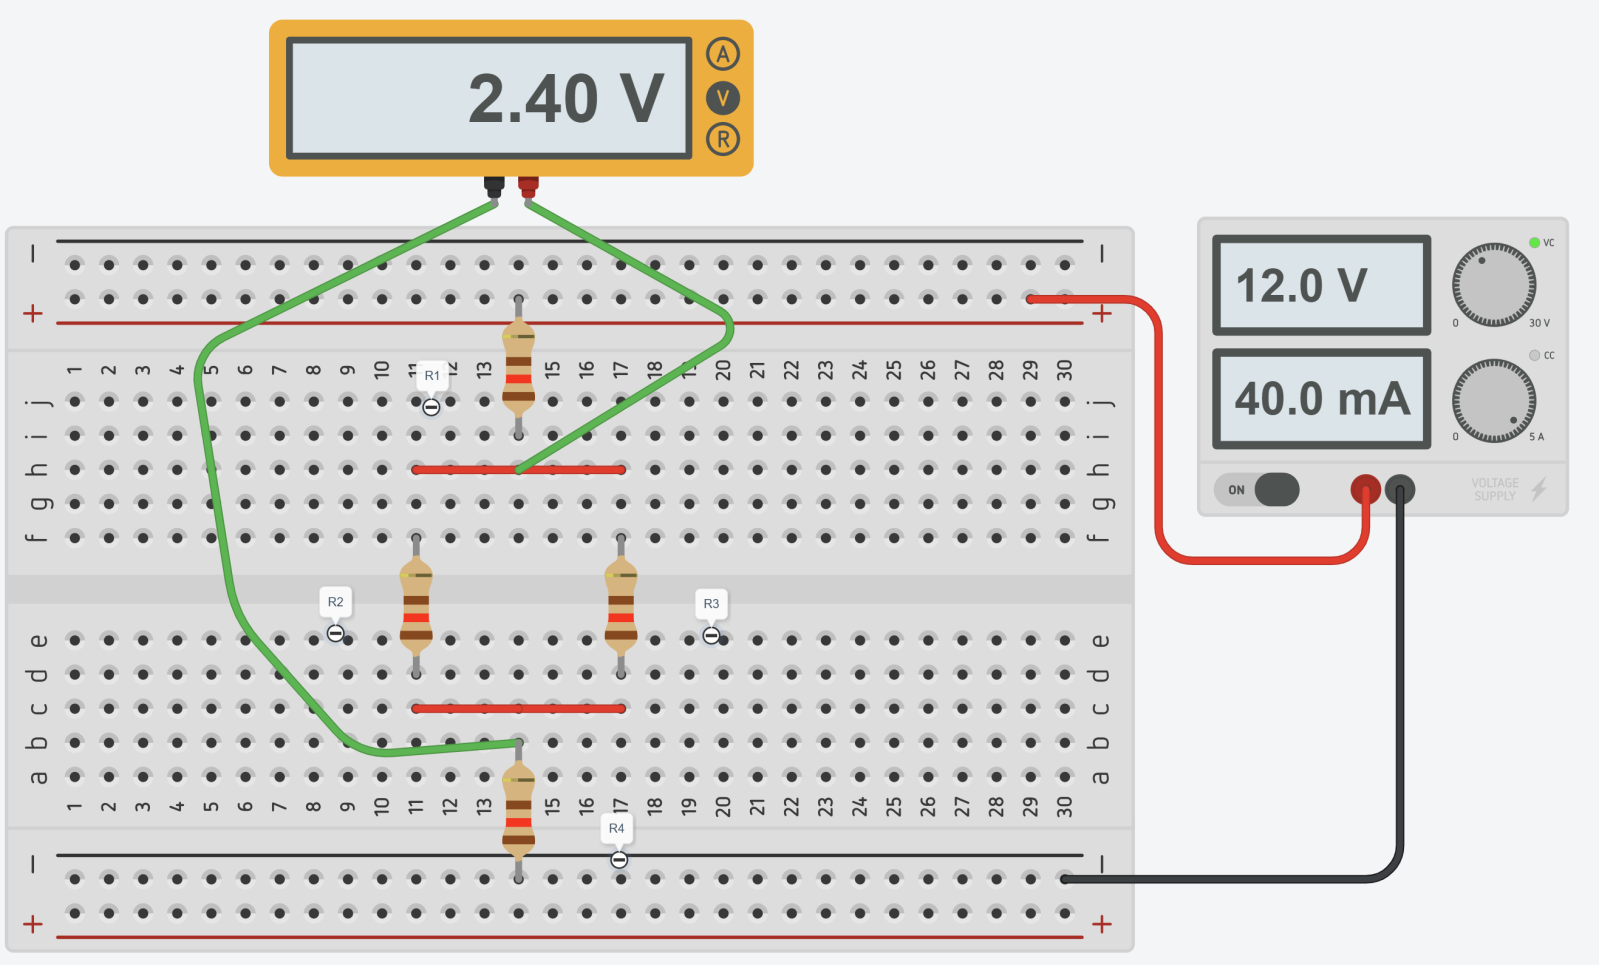 2.40 V
A
V
R
12.0 V
VC
0
30 V
40.0 mA
CC
0
5 A
ON
VOLTAGE
SUPPLY
− −
+ +
1 2 3 4 5 6 7 8 9 10 11 12 13 15 16 17 18 19 20 21 22 23 24 25 26 27 28 29 30
R1
j j
i i
h h
g g
f f
R2
R3
e e
d d
c c
b b
a a
1 2 3 4 5 6 7 8 9 10 11 12 13 15 16 17 18 19 20 21 22 23 24 25 26 27 28 29 30
R4
− −
+ +